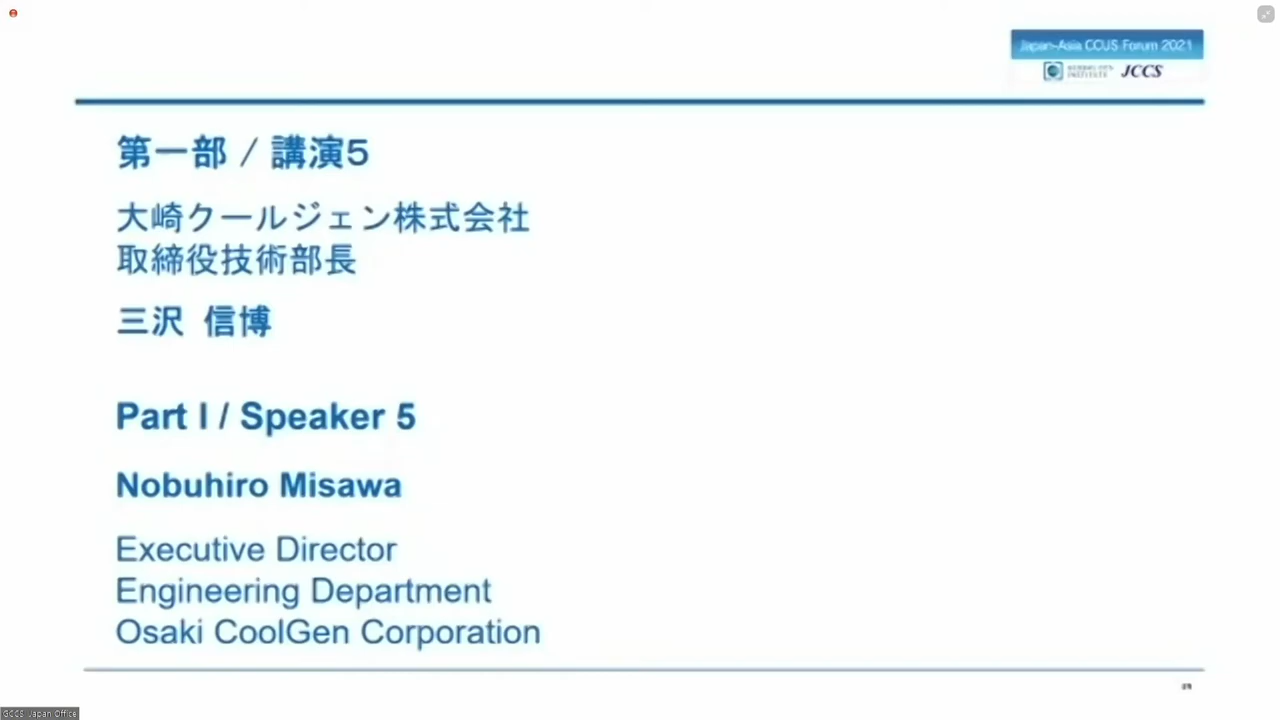 Japan-Asia CCUS Forum 2021
INSTITUTE JCCS
第一部 / 講演5
大崎クールジェン株式会社
取締役技術部長
三沢 信博
Part I / Speaker 5
Nobuhiro Misawa
Executive Director
Engineering Department
Osaki CoolGen Corporation
GCCS Japan Office